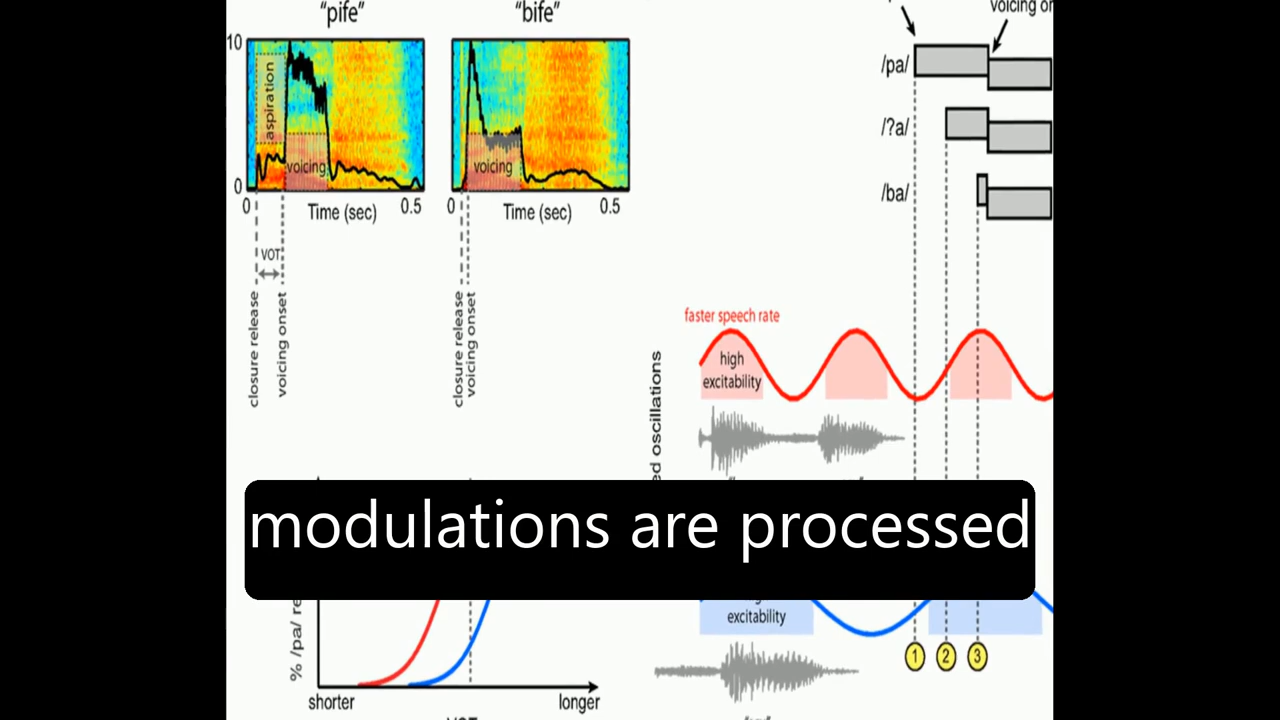 "pife"
"bife"
10
aspiration
voicing
0
0
Time (sec)
0.5
voicing
0
Time (sec)
0.5
VOT
closure release
voicing onset
closure release
voicing onset
voicing
/pa/
/?a/
/ba/
faster speech rate
high
excitability
oscillations
modulations are processed
excitability
1
2
3
% /pa/
shorter
longer